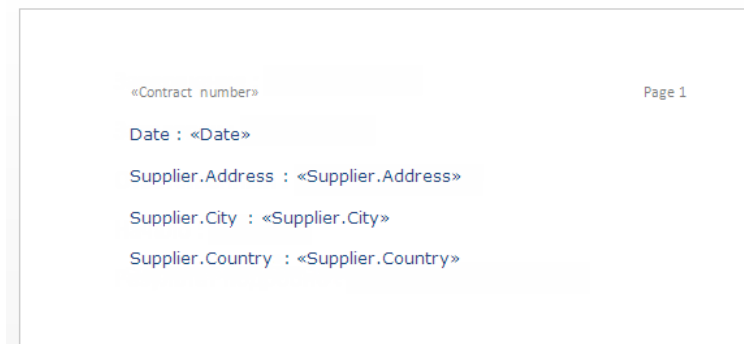 «Contract number» Page 1
Date : «Date»
Supplier.Address : «Supplier.Address»
Supplier.City : «Supplier.City»
Supplier.Country : «Supplier.Country»